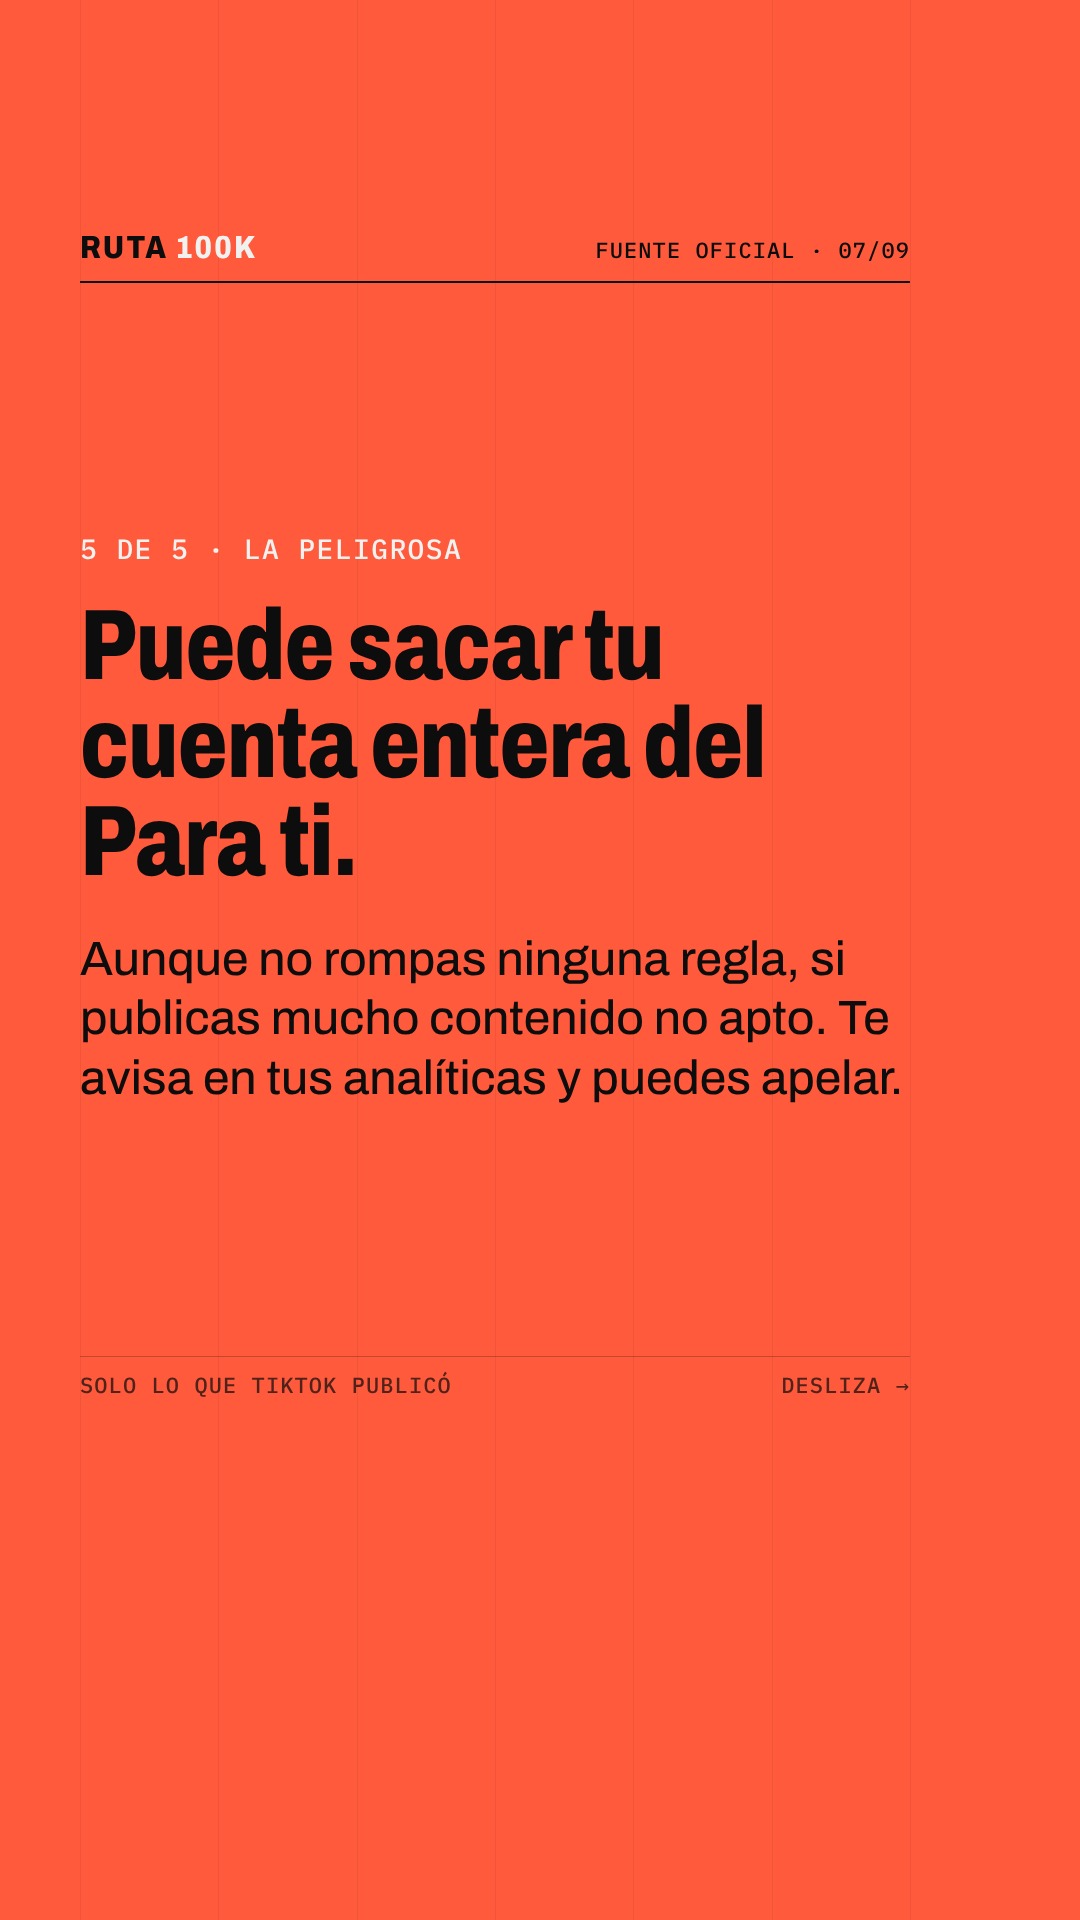 RUTA 100K
FUENTE OFICIAL · 07/09
5 DE 5 · LA PELIGROSA
Puede sacar tu
cuenta entera del
Para ti.
Aunque no rompas ninguna regla, si
publicas mucho contenido no apto. Te
avisa en tus analíticas y puedes apelar.
SOLO LO QUE TIKTOK PUBLICÓ
DESLIZA →